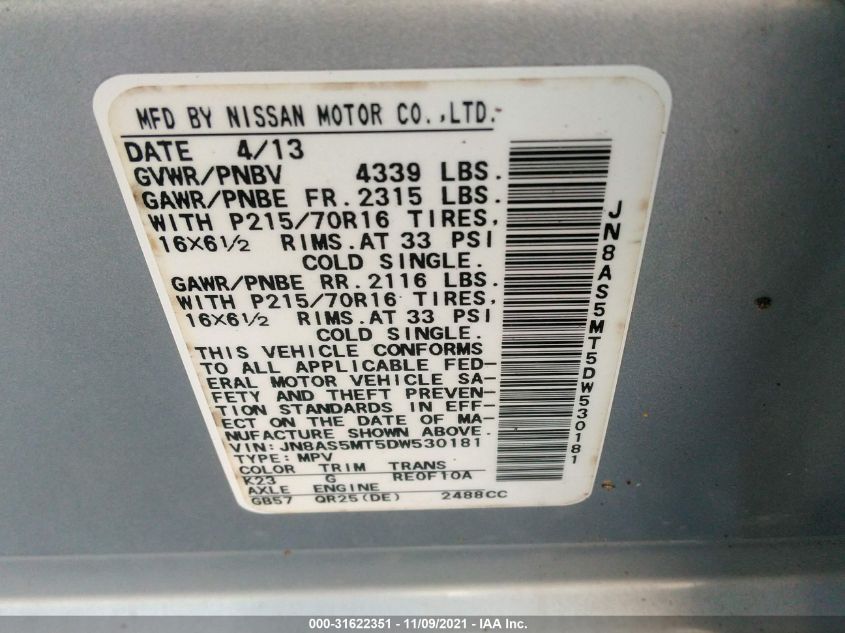 MFD BY NISSAN MOTOR CO.,LTD.
DATE 4/13
GVWR/PNBV 4339 LBS.
GAWR/PNBE FR.2315 LBS.
WITH P215/70R16 TIRES,
16X6 1/2 RIMS.AT 33 PSI
COLD SINGLE.
GAWR/PNBE RR.2116 LBS.
WITH P215/70R16 TIRES,
16X6 1/2 RIMS.AT 33 PSI
COLD SINGLE.
THIS VEHICLE CONFORMS
TO ALL APPLICABLE FED-
ERAL MOTOR VEHICLE SA-
FETY AND THEFT PREVEN-
TION STANDARDS IN EFF-
ECT ON THE DATE OF MA-
NUFACTURE SHOWN ABOVE.
VIN: JN8AS5MT5DW530181
TYPE: MPV
COLOR TRIM TRANS
K23 G RE0F10A
AXLE ENGINE
GB57 QR25(DE) 2488CC
JN8AS5MT5DW530181
000-31622351 - 11/09/2021 - IAA Inc.